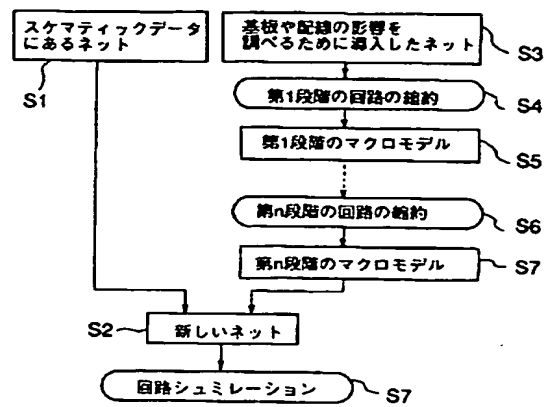 スケマティックデータ
にあるネット
S1
基板や配線の影響を
調べるために導入したネット
S3
第1段階の回路の縮約
S4
第1段階のマクロモデル
S5
第n段階の回路の縮約
S6
第n段階のマクロモデル
S7
S2
新しいネット
回路シュミレーション
S7